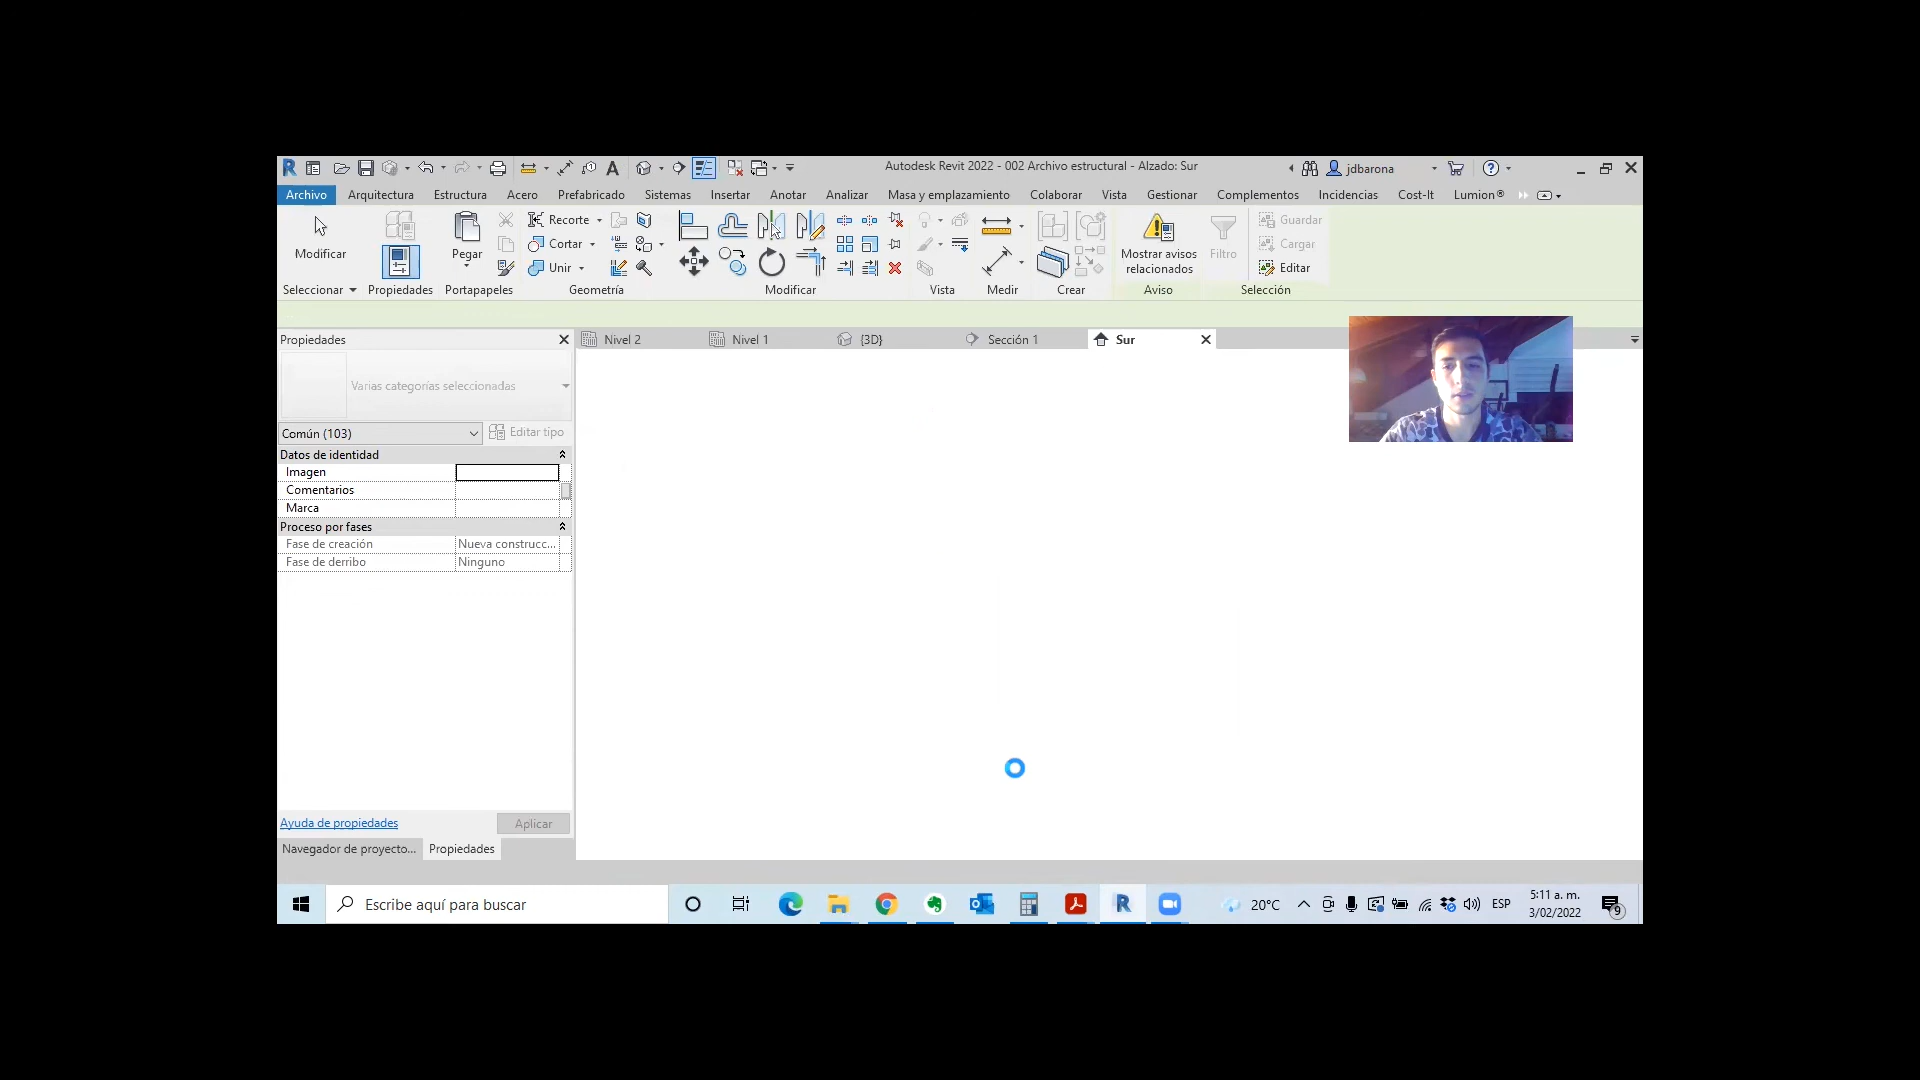 Autodesk Revit 2022 - 002 Archivo estructural - Alzado: Sur
jdbarona
Archivo Arquitectura Estructura Acero Prefabricado Sistemas Insertar Anotar Analizar Masa y emplazamiento Colaborar Vista Gestionar Complementos Incidencias Cost-It Lumion®
Modificar
Pegar
Recorte
Cortar
Unir
Mostrar avisos
relacionados
Filtro
Guardar
Cargar
Editar
Seleccionar Propiedades Portapapeles Geometría Modificar Vista Medir Crear Aviso Selección
Propiedades
Nivel 2 Nivel 1 {3D} Sección 1 Sur
Varias categorías seleccionadas
Común (103) Editar tipo
Datos de identidad
Imagen
Comentarios
Marca
Proceso por fases
Fase de creación Nueva construcc...
Fase de derribo Ninguno
Ayuda de propiedades Aplicar
Navegador de proyecto... Propiedades
Escribe aquí para buscar
20°C
ESP
5:11 a. m.
3/02/2022
9